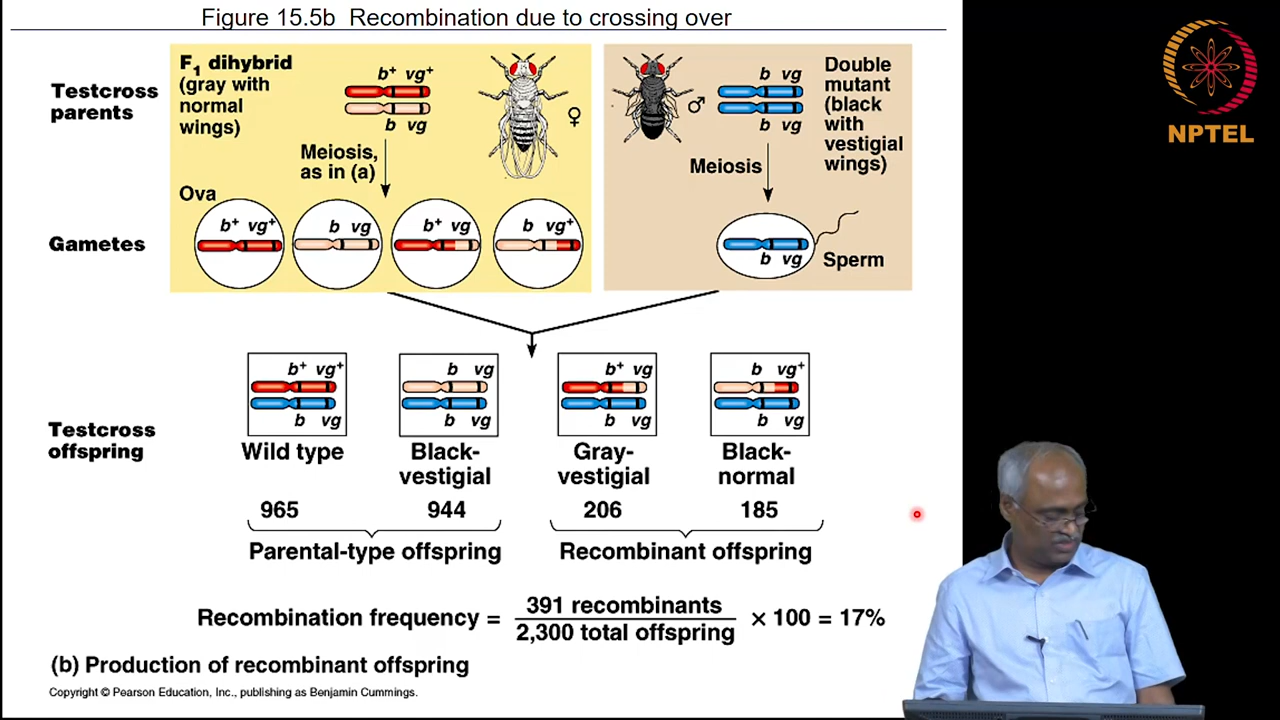 Figure 15.5b Recombination due to crossing over
NPTEL
Testcross
parents
F1 dihybrid
(gray with
normal
wings)
b+ vg+
b vg
♀
Meiosis,
as in (a)
♂
b vg
b vg
Double
mutant
(black
with
vestigial
wings)
Meiosis
Ova
Gametes
b+ vg+
b vg
b+ vg
b vg+
b vg
Sperm
Testcross
offspring
b+ vg+
b vg
Wild type
b vg
b vg
Black-
vestigial
b+ vg
b vg
Gray-
vestigial
b vg+
b vg
Black-
normal
965
944
206
185
Parental-type offspring
Recombinant offspring
Recombination frequency = 391 recombinants
2,300 total offspring
× 100 = 17%
(b) Production of recombinant offspring
Copyright © Pearson Education, Inc., publishing as Benjamin Cummings.